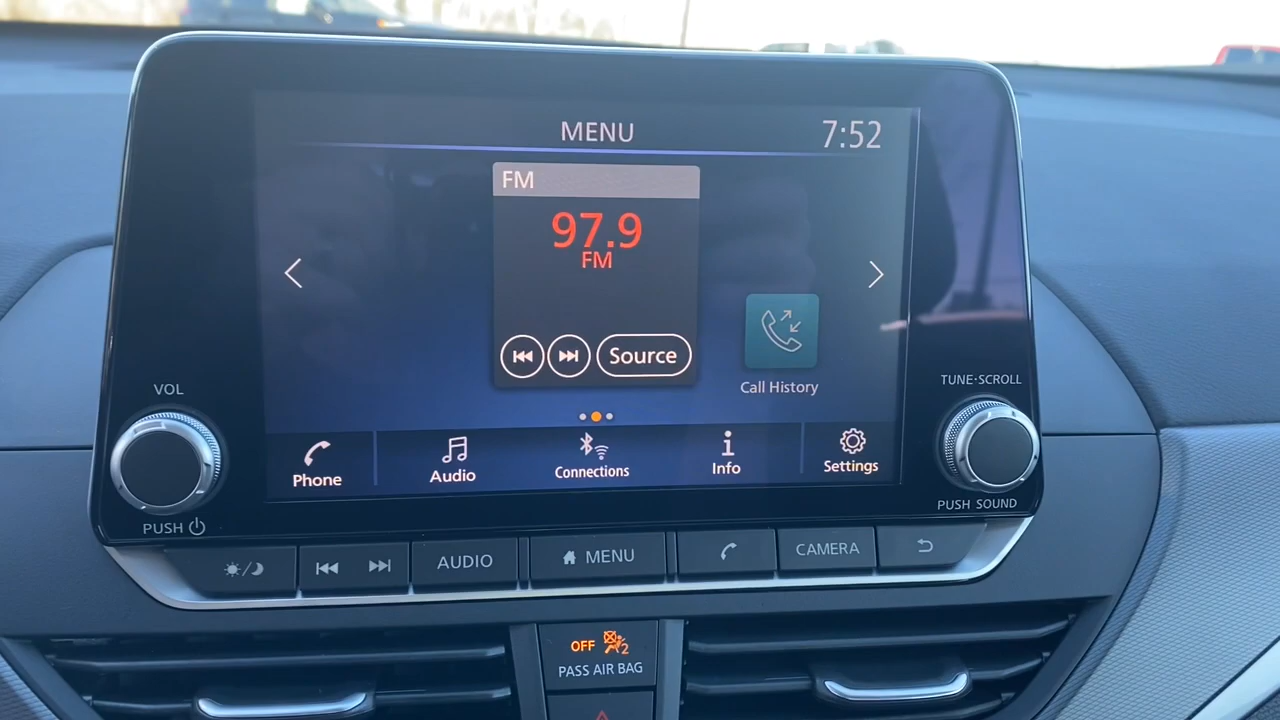 MENU
7:52
FM
97.9
FM
Source
Call History
VOL
TUNE·SCROLL
Phone
Audio
Connections
Info
Settings
PUSH
PUSH SOUND
AUDIO
MENU
CAMERA
OFF
2
PASS AIR BAG